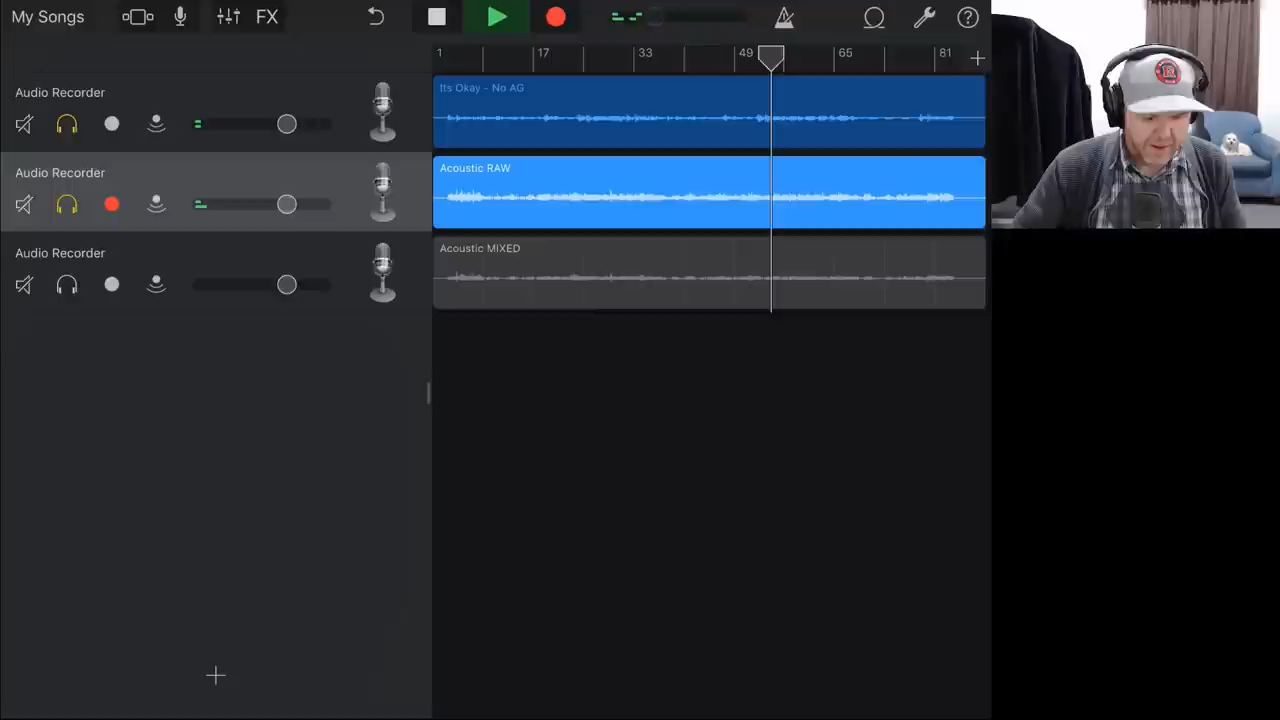 My Songs
FX
1
17
33
49
65
81
Audio Recorder
Its Okay - No AG
Audio Recorder
Acoustic RAW
Audio Recorder
Acoustic MIXED